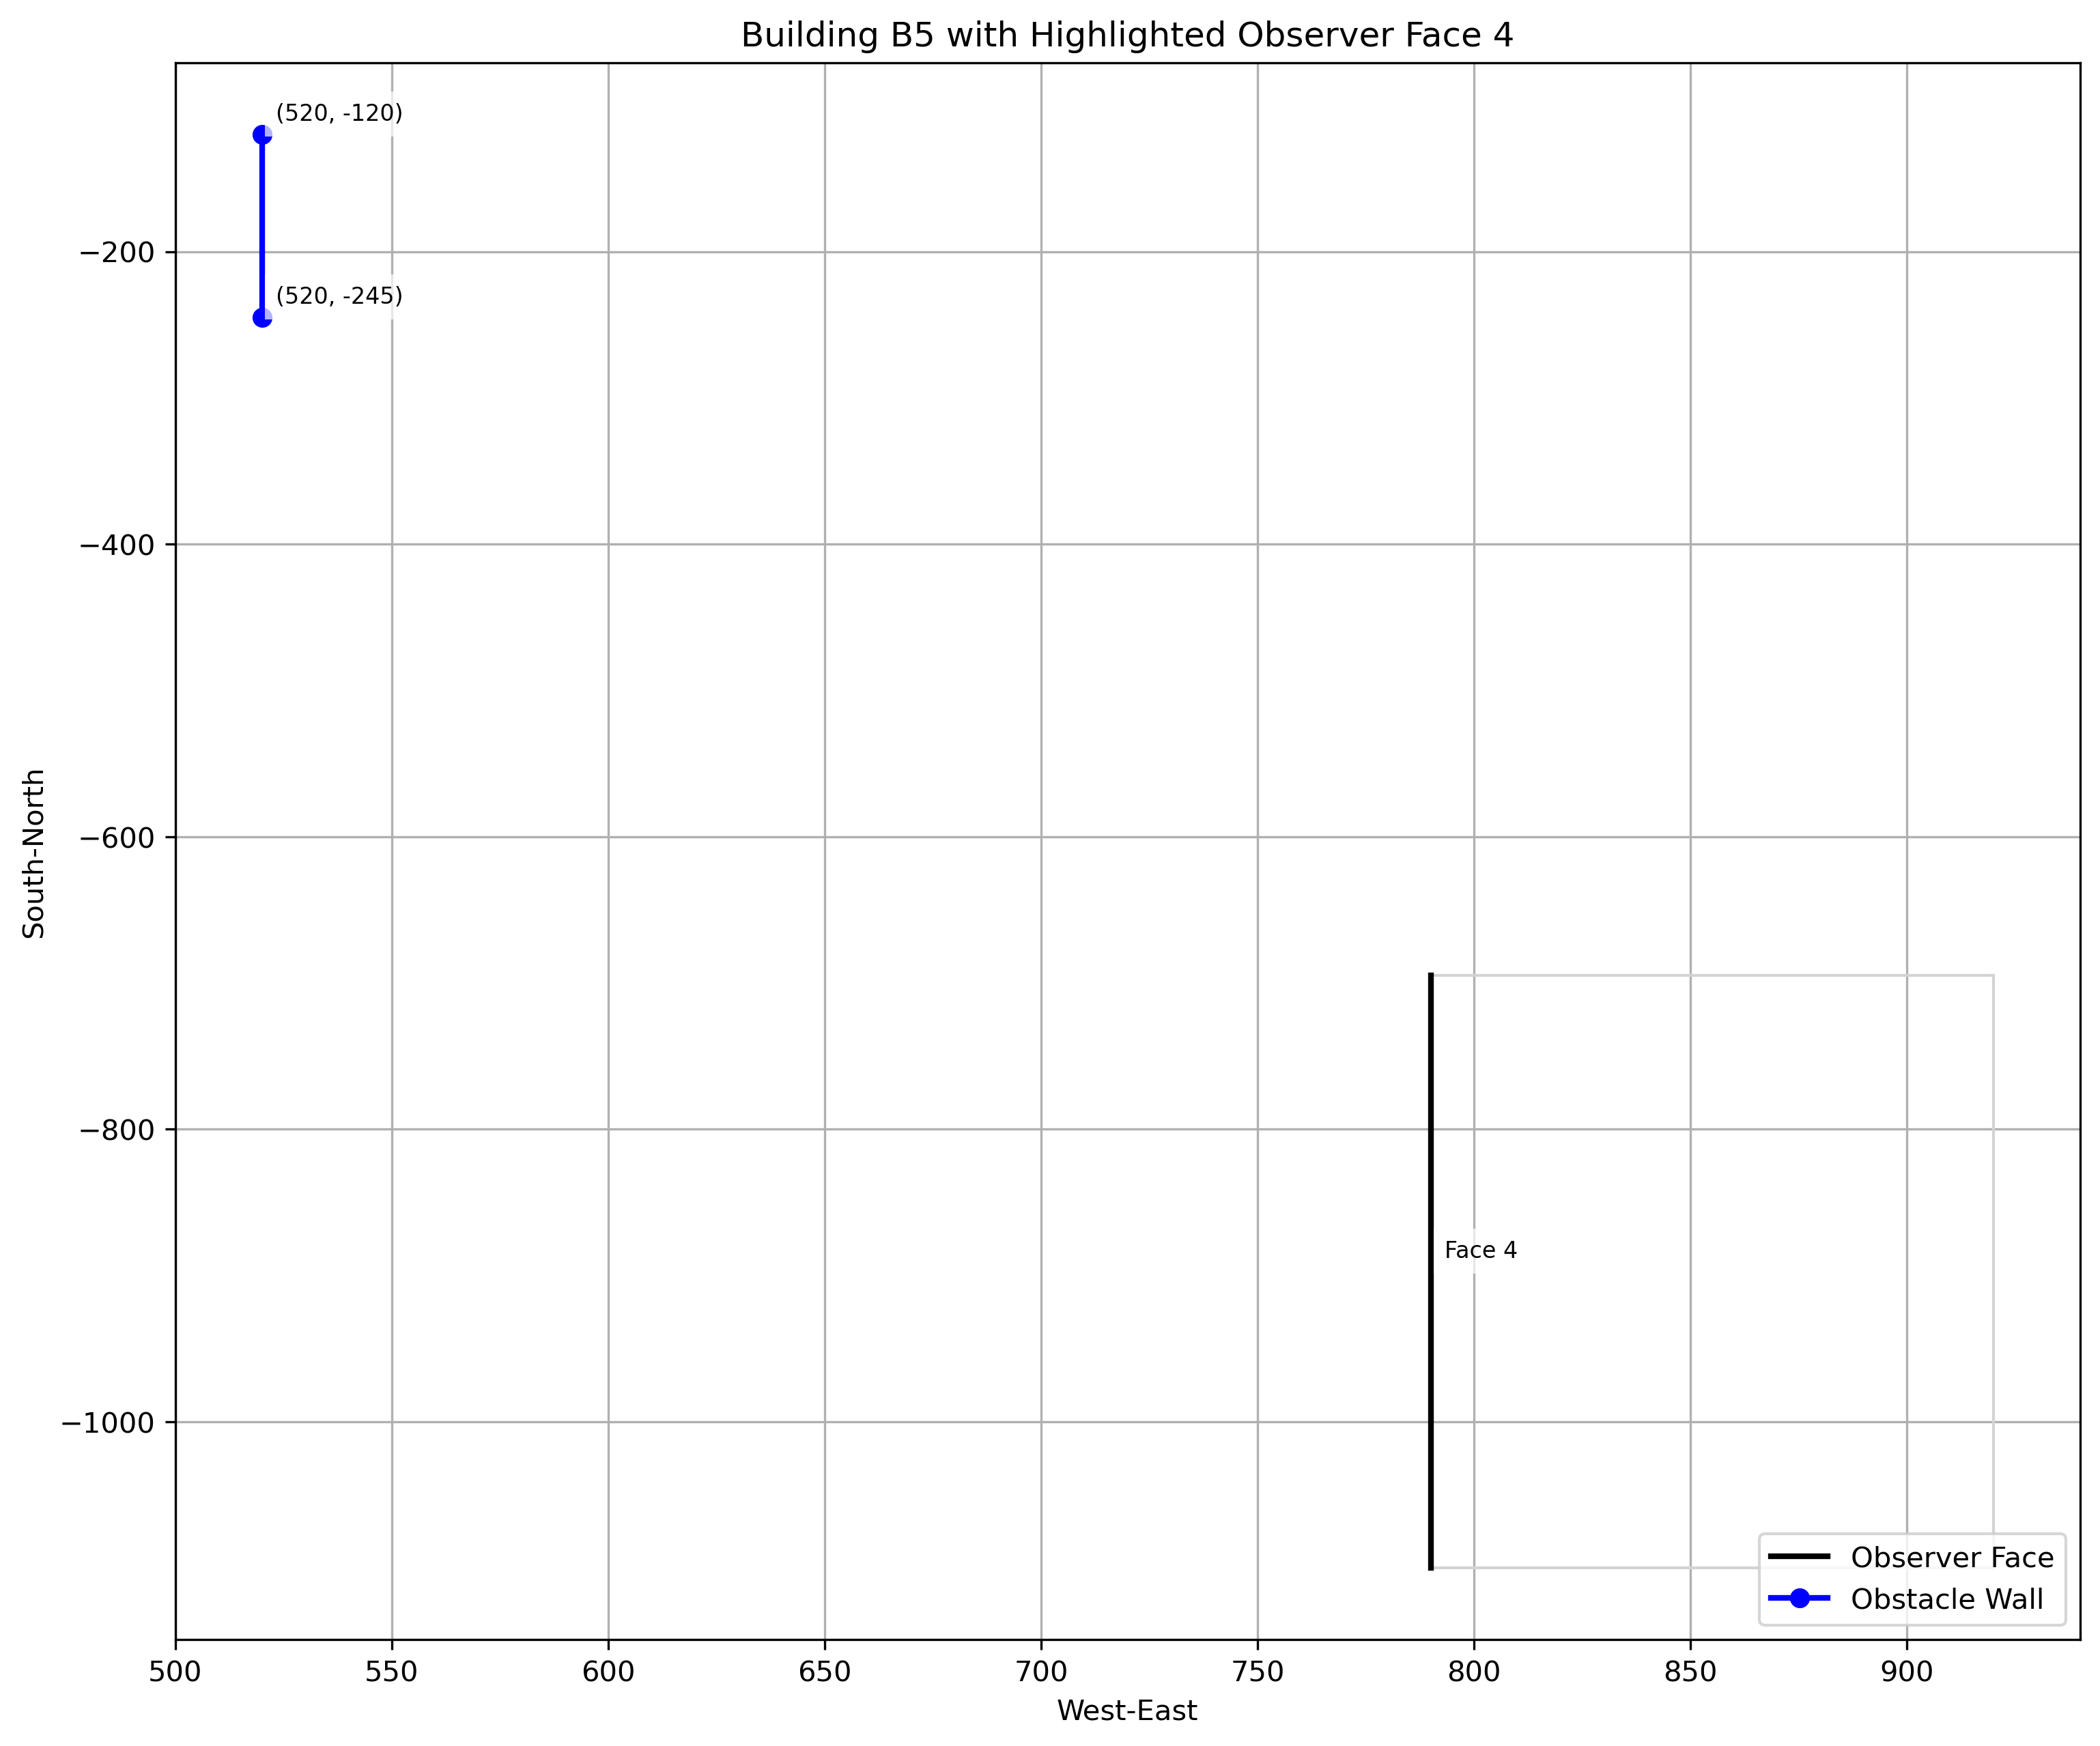 Building B5 with Highlighted Observer Face 4
(520, -120)
−200
(520, -245)
−400
−600
South-North
−800
Face 4
−1000
Observer Face
Obstacle Wall
500 550 600 650 700 750 800 850 900
West-East